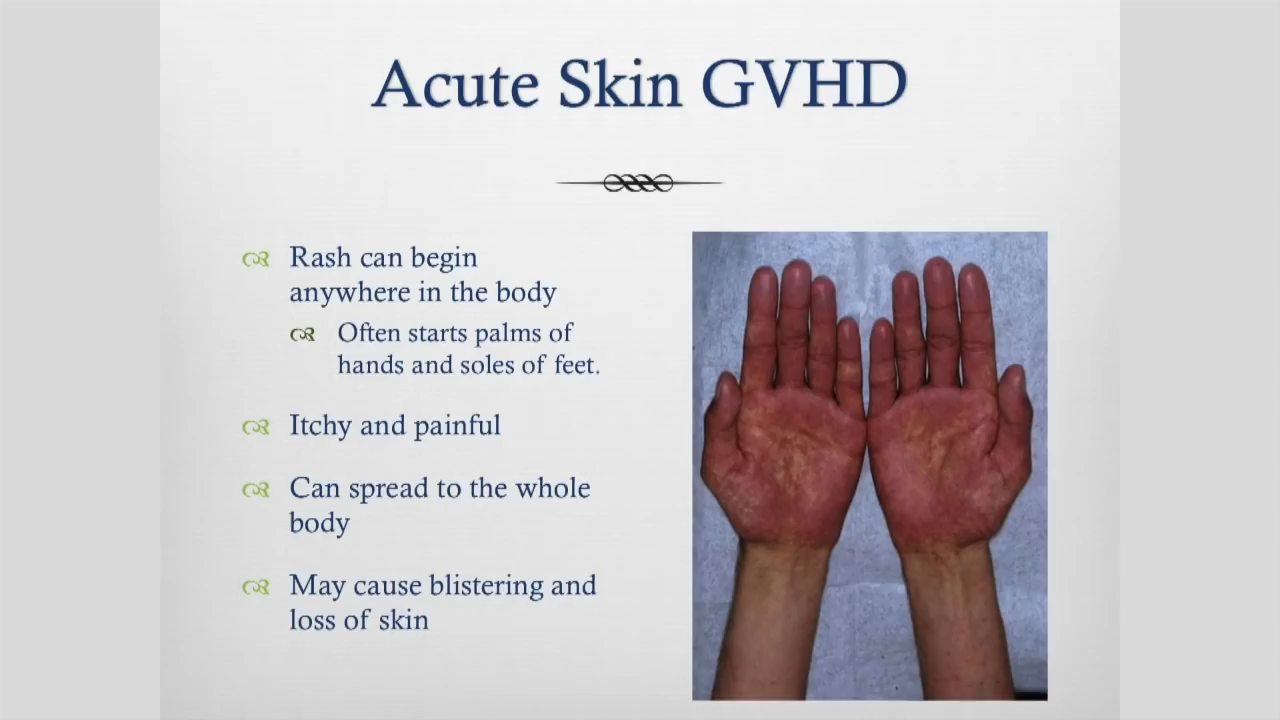 Acute Skin GVHD
Rash can begin
anywhere in the body
Often starts palms of
hands and soles of feet.
Itchy and painful
Can spread to the whole
body
May cause blistering and
loss of skin